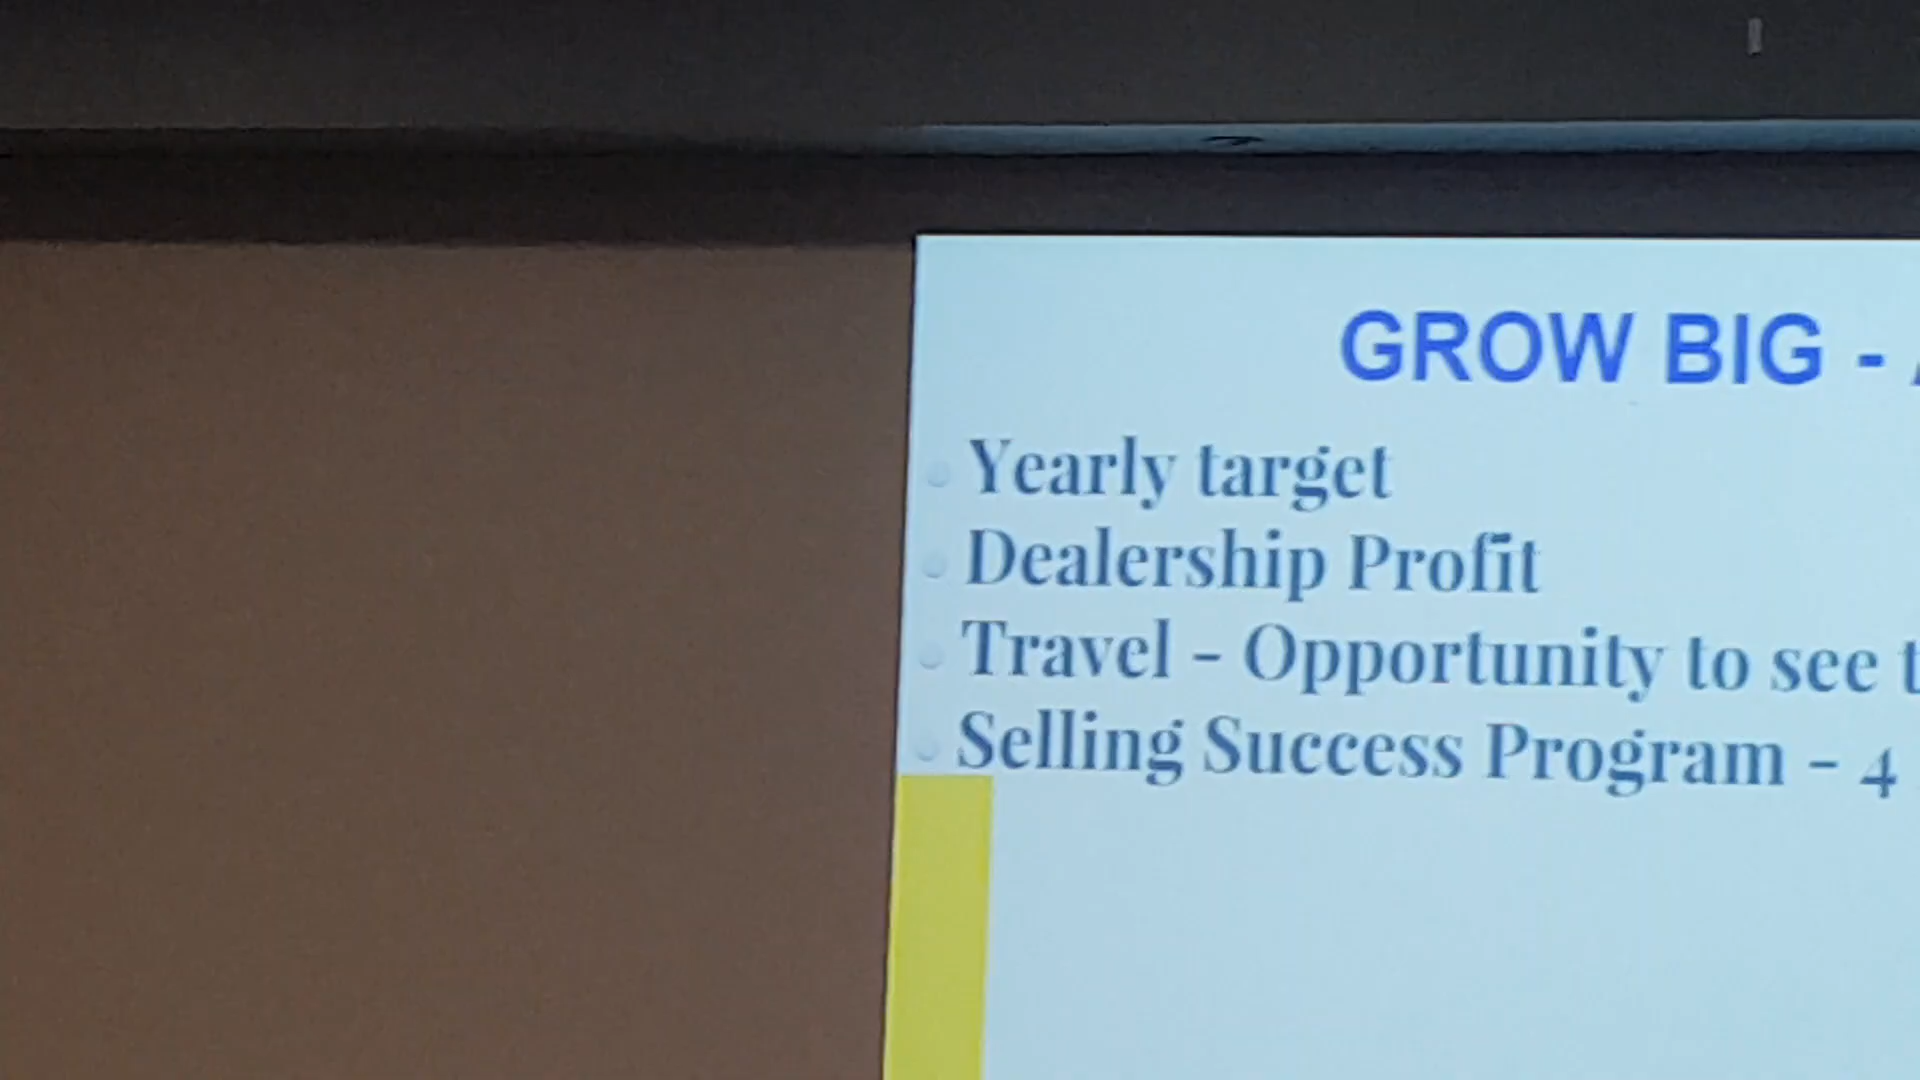 GROW BIG -
Yearly target
Dealership Profit
Travel - Opportunity to see
Selling Success Program - 4